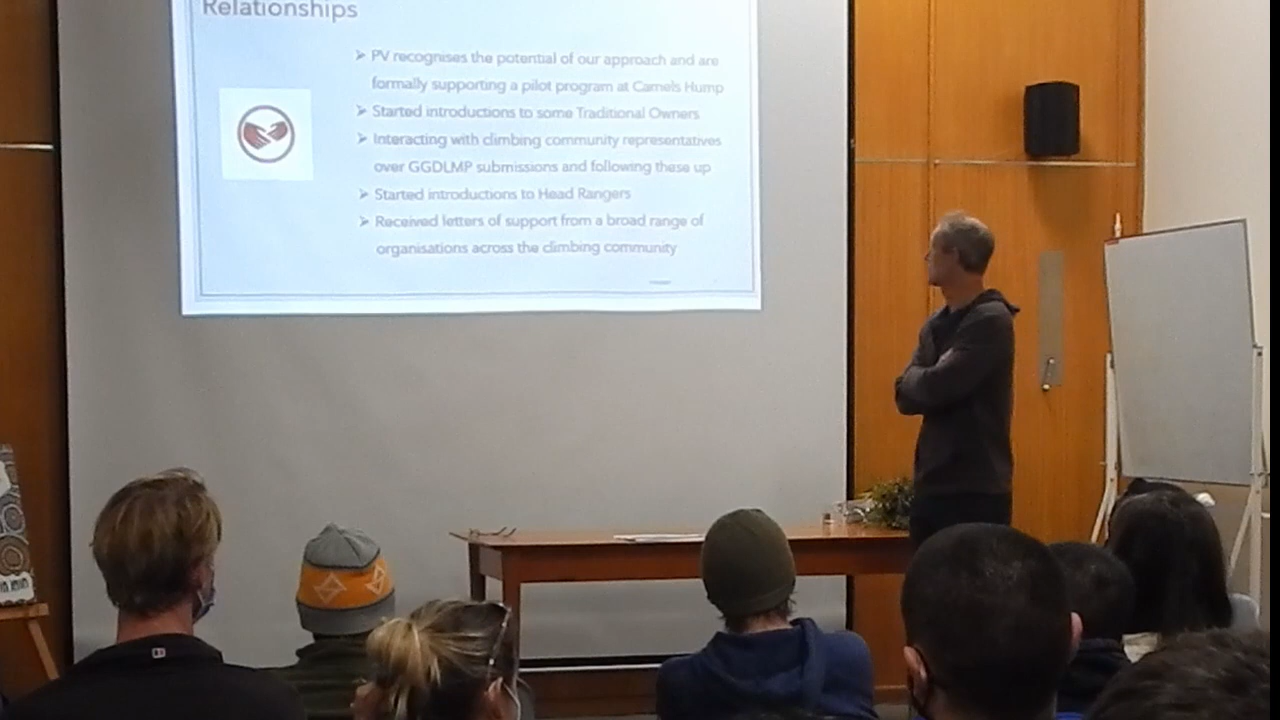 Relationships
➢ PV recognises the potential of our approach and are
formally supporting a pilot program at Camels Hump
➢ Started introductions to some Traditional Owners
➢ Interacting with climbing community representatives
over GGDLMP submissions and following these up
➢ Started introductions to Head Rangers
➢ Received letters of support from a broad range of
organisations across the climbing community